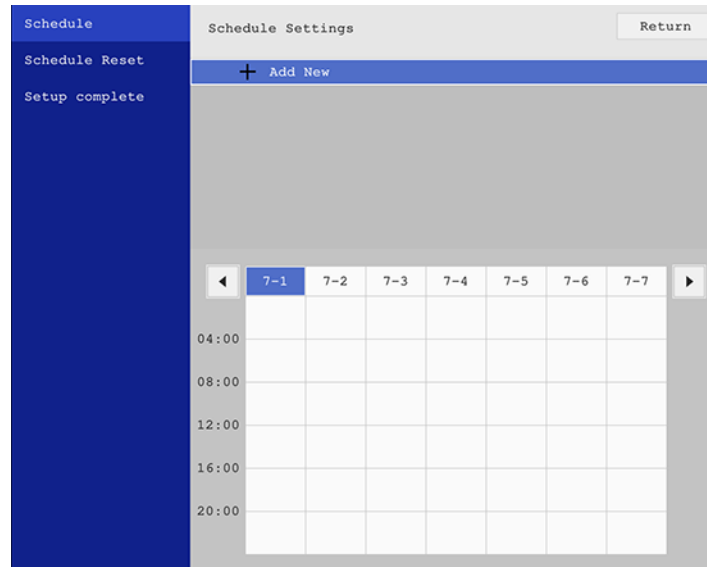 Schedule
Schedule Reset
Setup complete
Schedule Settings
Return
+ Add New
7-1 7-2 7-3 7-4 7-5 7-6 7-7
04:00
08:00
12:00
16:00
20:00